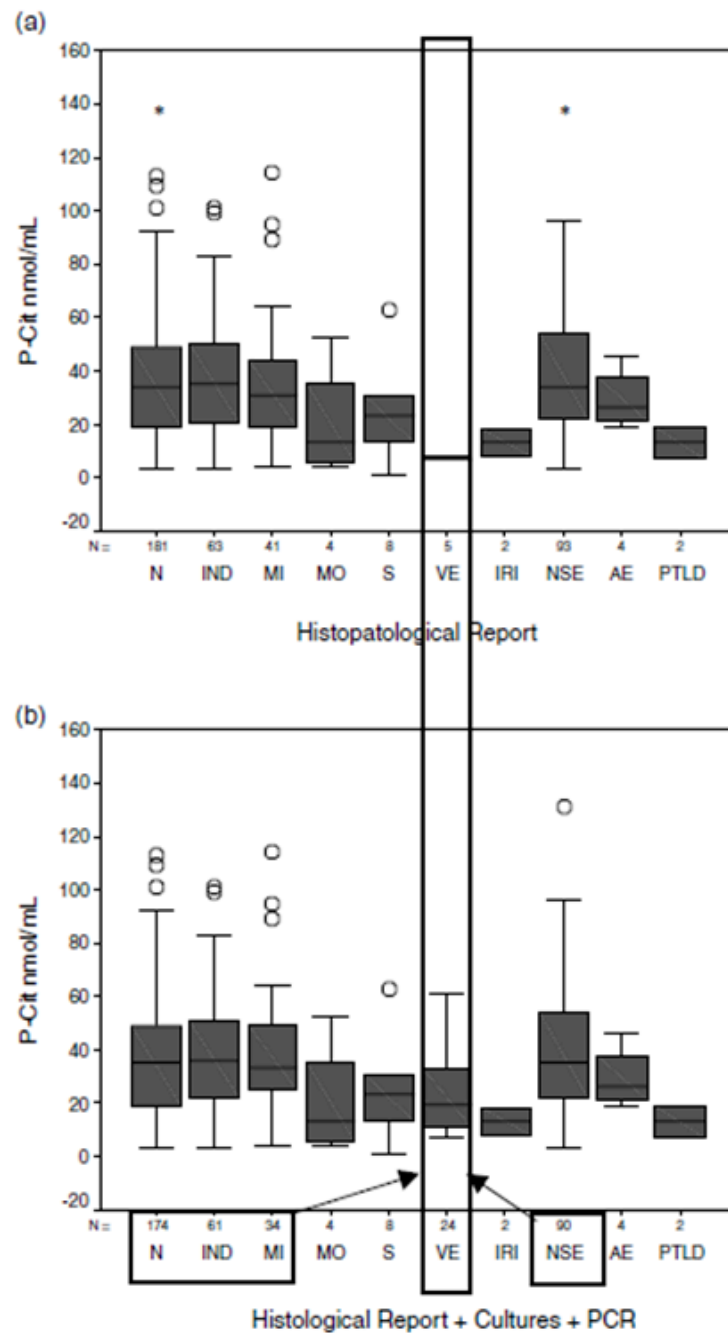 (a)
160
140
120
100
80
60
40
20
0
-20
P-Cit nmol/mL
* *
N = 181 63 41 4 8 5 2 93 4 2
N IND MI MO S VE IRI NSE AE PTLD
Histopatological Report
(b)
160
140
120
100
80
60
40
20
0
-20
P-Cit nmol/mL
N = 174 61 34 4 8 24 2 90 4 2
N IND MI MO S VE IRI NSE AE PTLD
Histological Report + Cultures + PCR